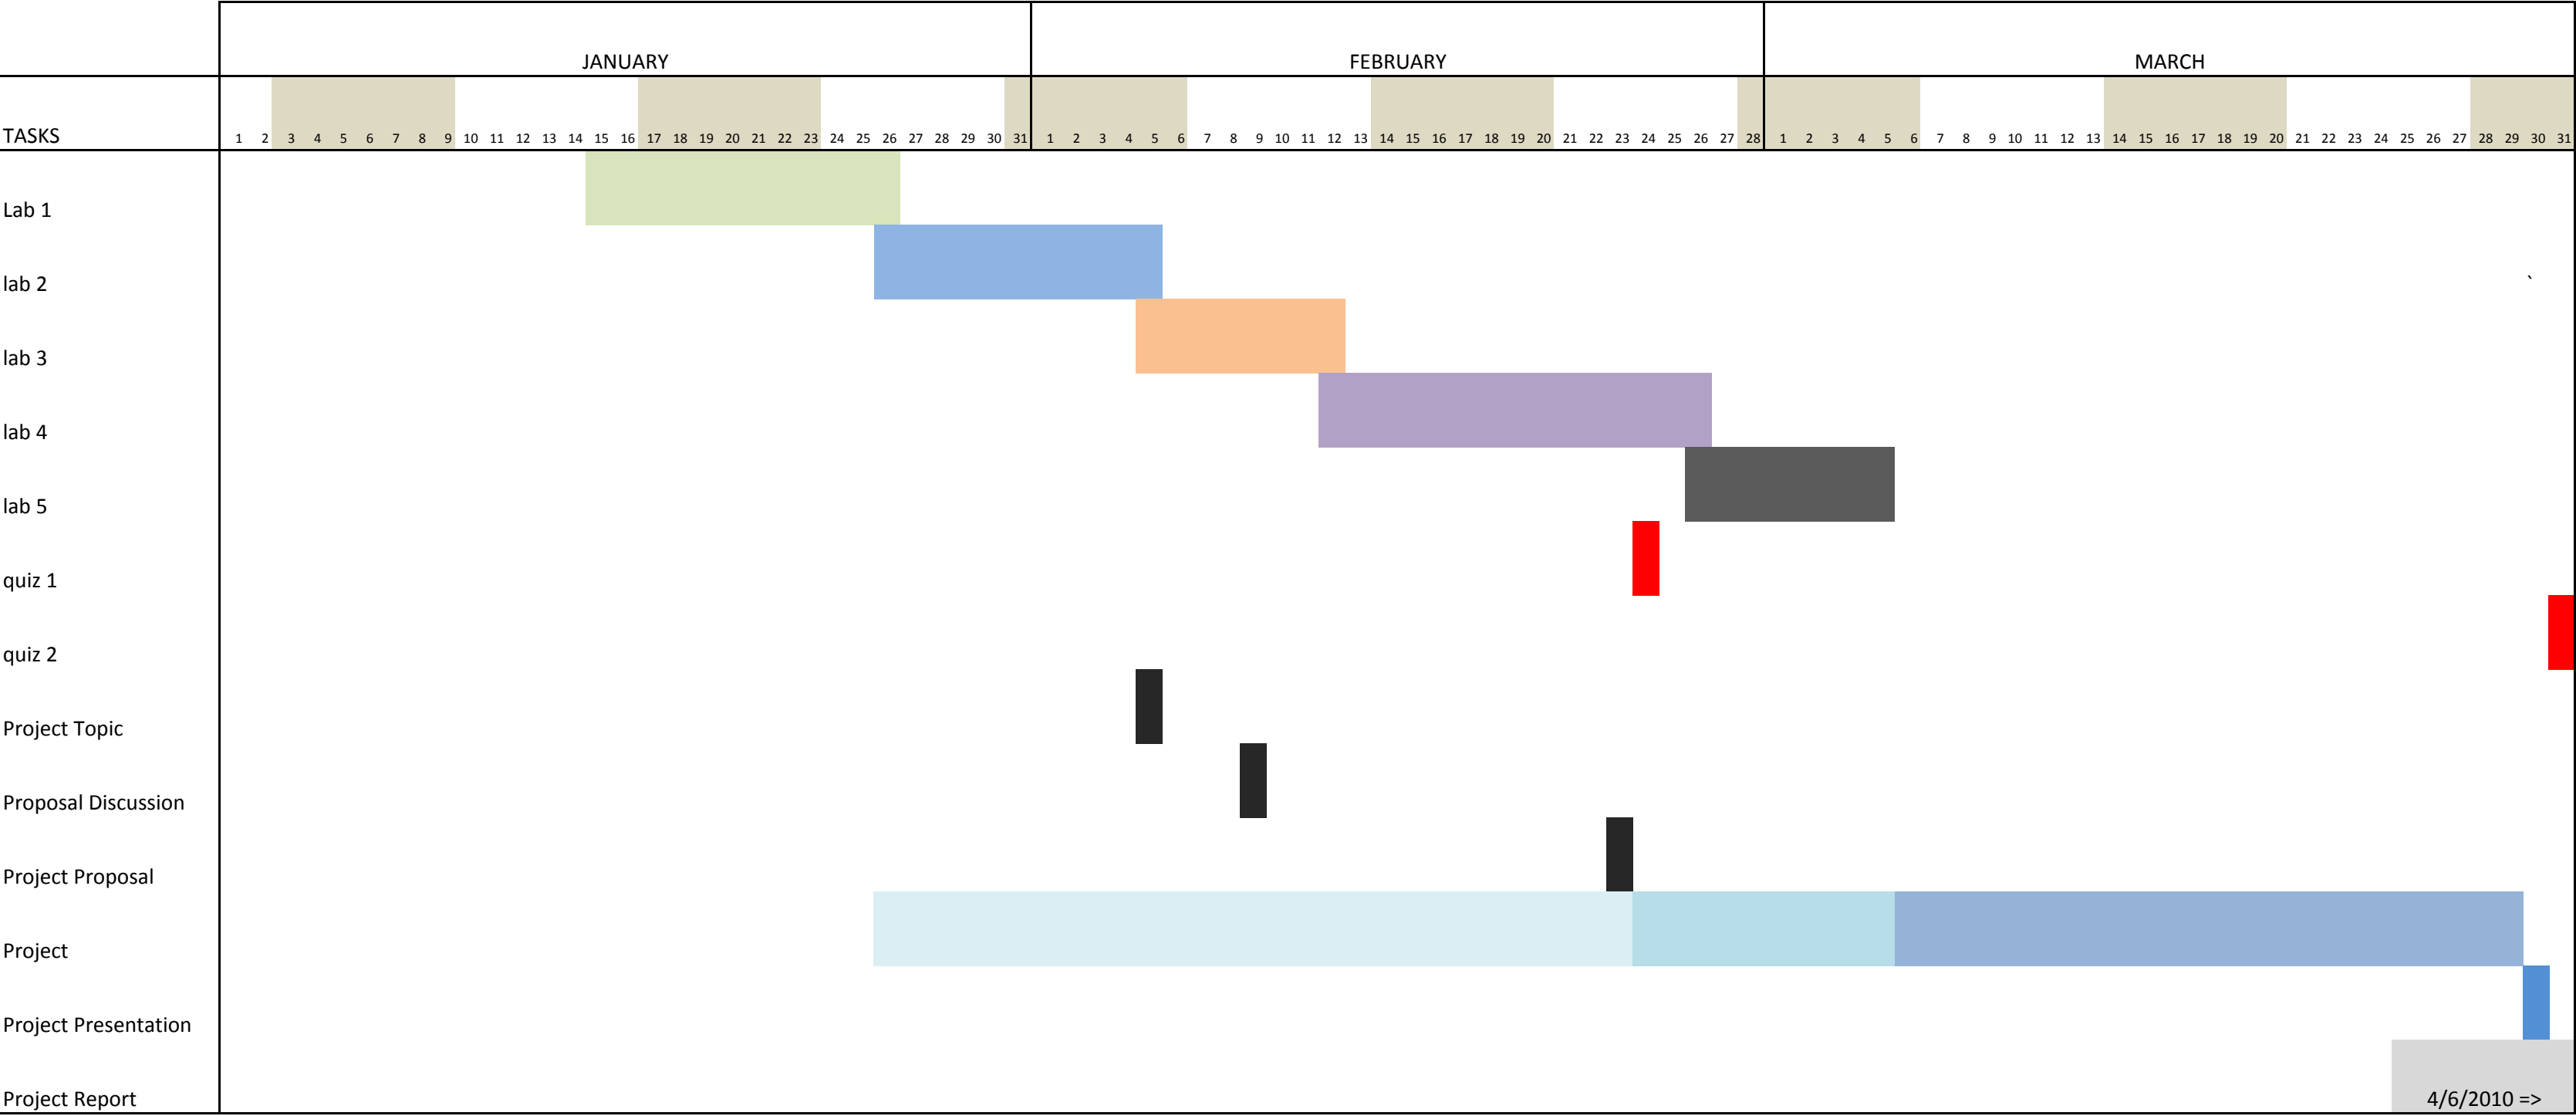 JANUARY FEBRUARY MARCH
TASKS 1 2 3 4 5 6 7 8 9 10 11 12 13 14 15 16 17 18 19 20 21 22 23 24 25 26 27 28 29 30 31 1 2 3 4 5 6 7 8 9 10 11 12 13 14 15 16 17 18 19 20 21 22 23 24 25 26 27 28 1 2 3 4 5 6 7 8 9 10 11 12 13 14 15 16 17 18 19 20 21 22 23 24 25 26 27 28 29 30 31
Lab 1
lab 2 `
lab 3
lab 4
lab 5
quiz 1
quiz 2
Project Topic
Proposal Discussion
Project Proposal
Project
Project Presentation
Project Report 4/6/2010 =>